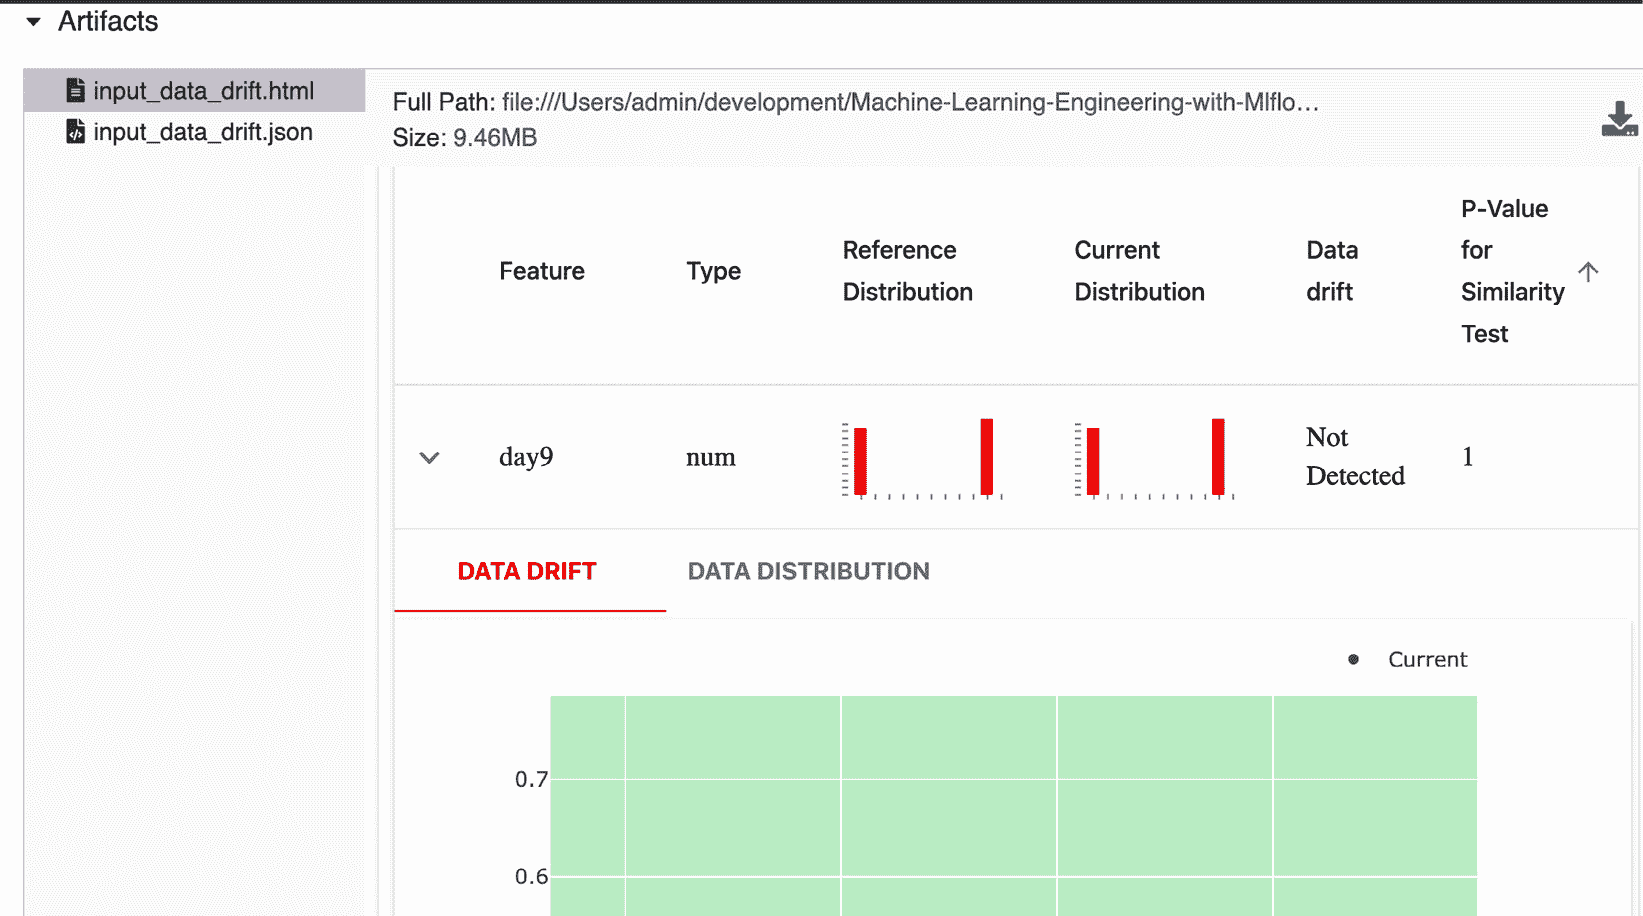 Artifacts
input_data_drift.html
input_data_drift.json
Full Path: file:///Users/admin/development/Machine-Learning-Engineering-with-Mlflo…
Size: 9.46MB
Feature
Type
Reference
Distribution
Current
Distribution
Data
drift
P-Value
for
Similarity
Test
day9
num
Not
Detected
1
DATA DRIFT
DATA DISTRIBUTION
Current
0.7
0.6